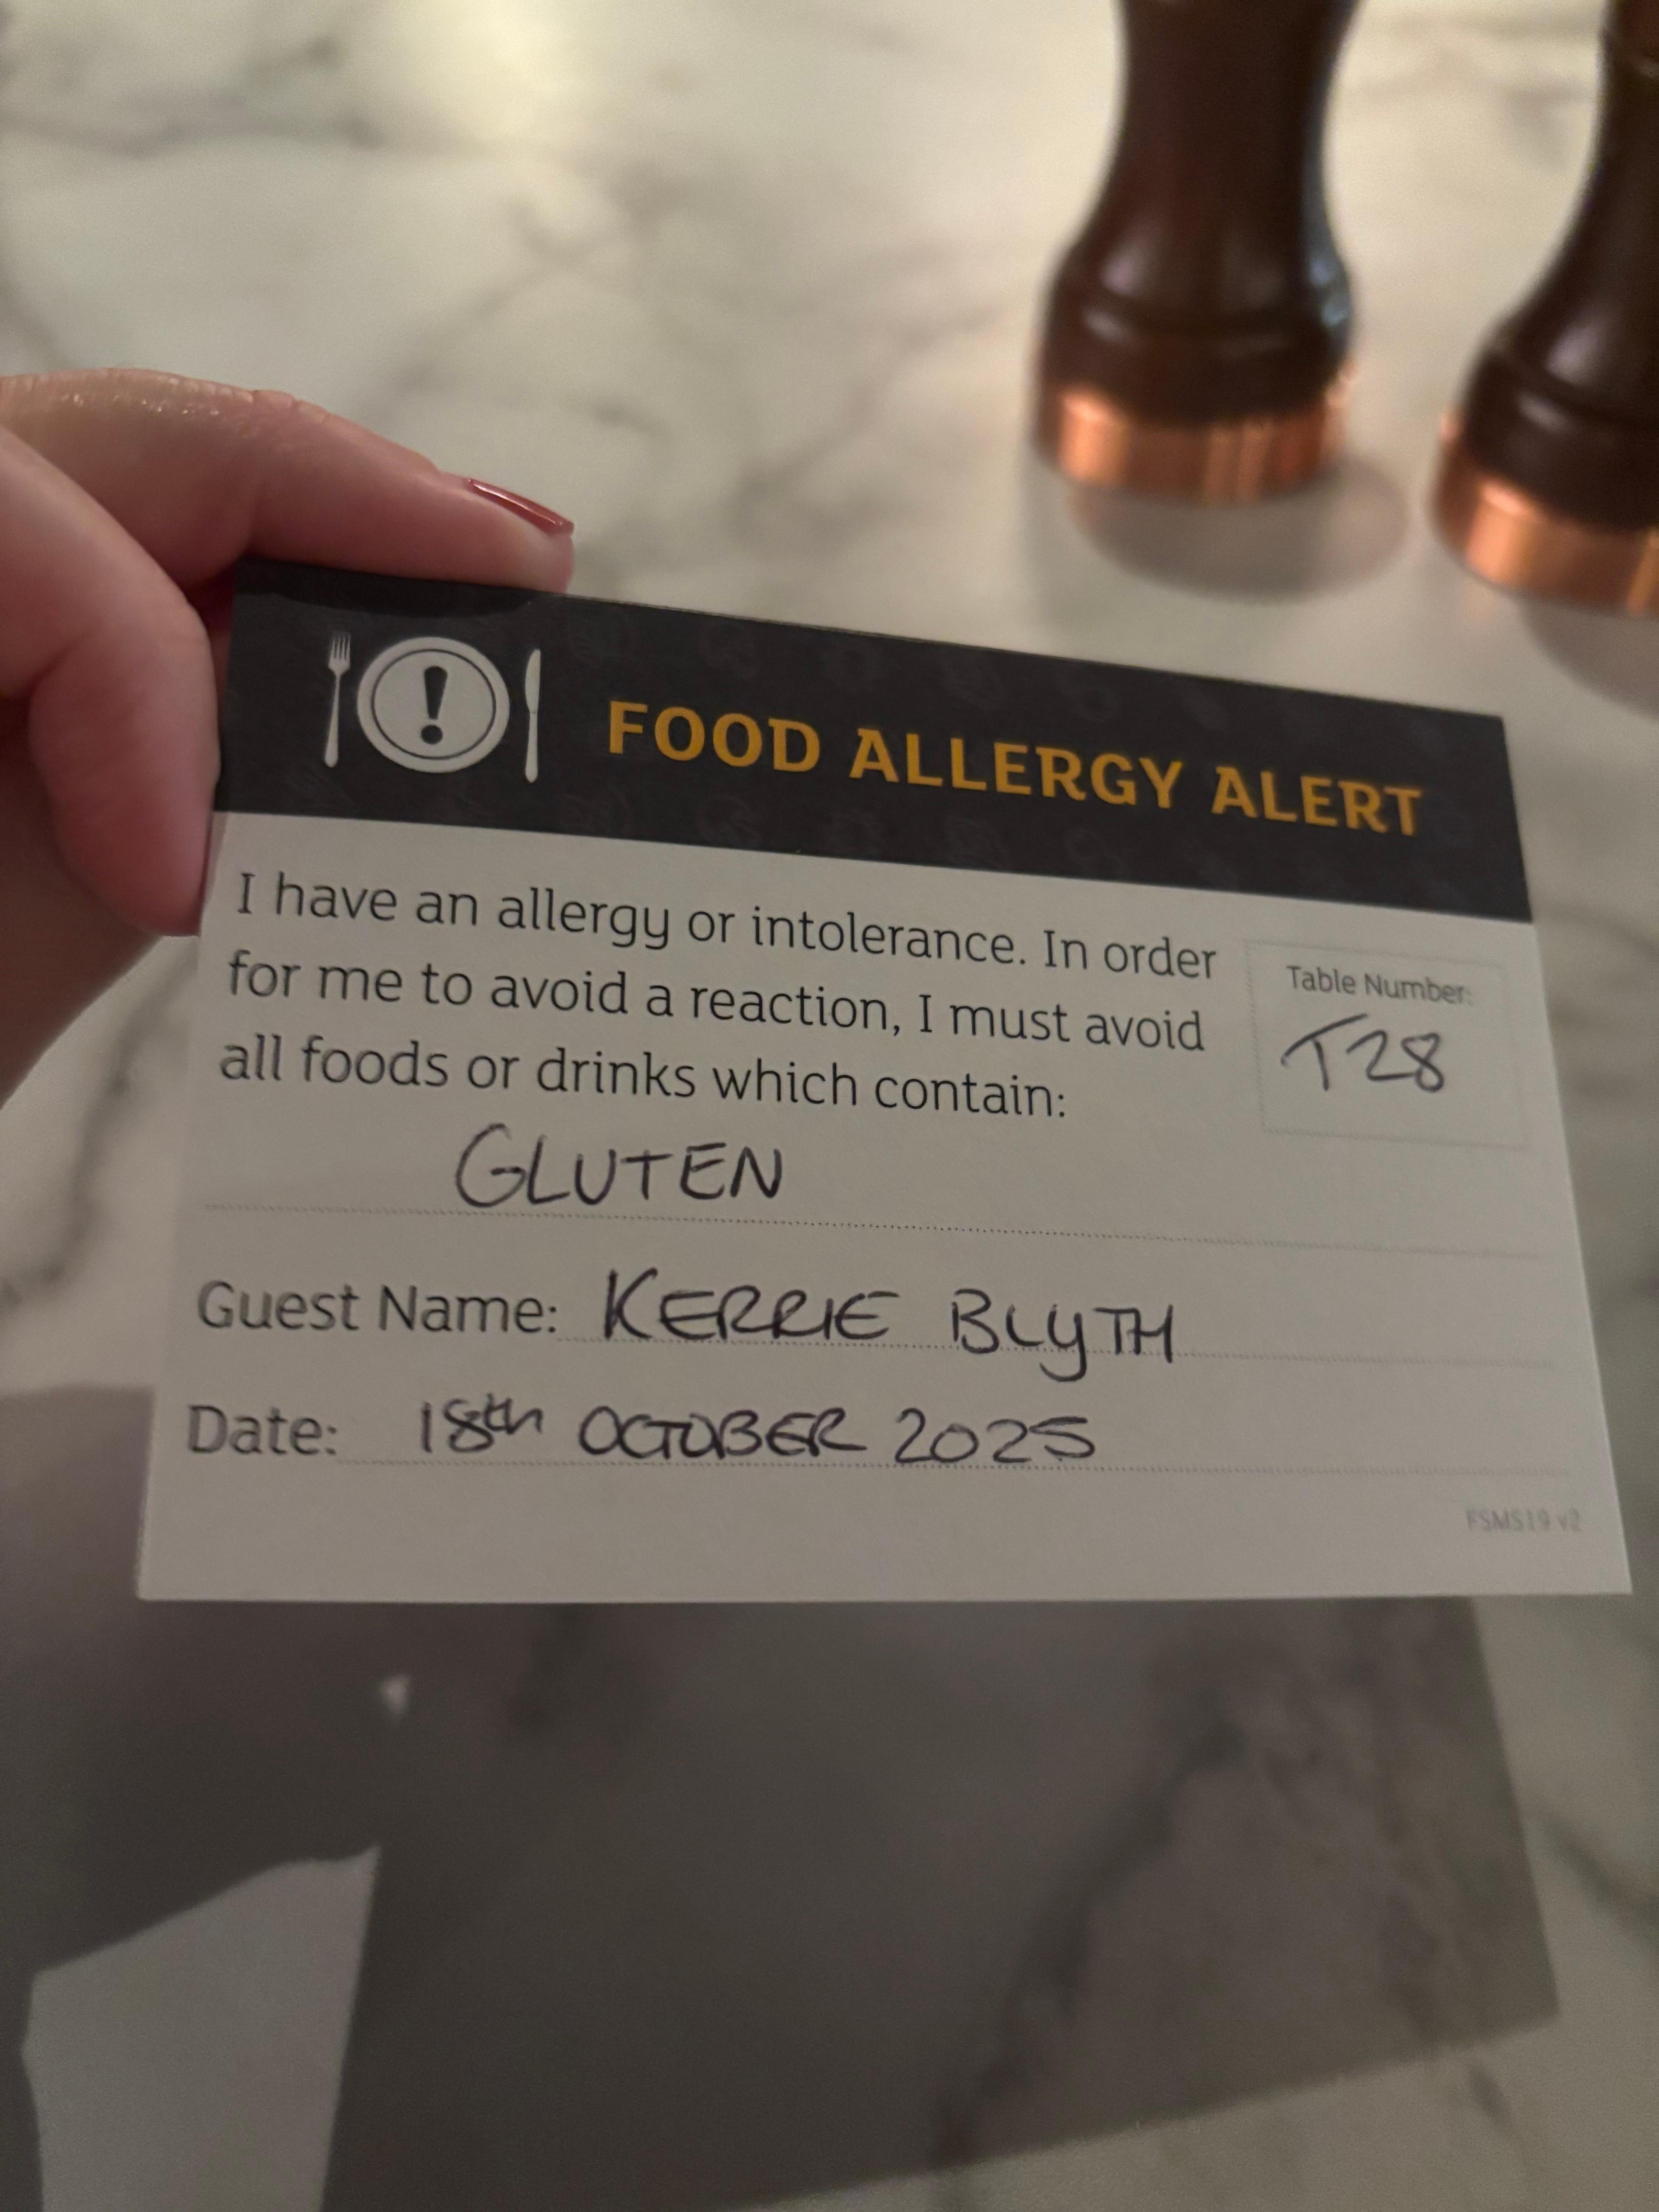 FOOD ALLERGY ALERT
I have an allergy or intolerance. In order
for me to avoid a reaction, I must avoid
all foods or drinks which contain:
Table Number:
T28
GLUTEN
Guest Name: KERRIE BLYTH
Date: 18th OCTOBER 2025
FSMS19 v2